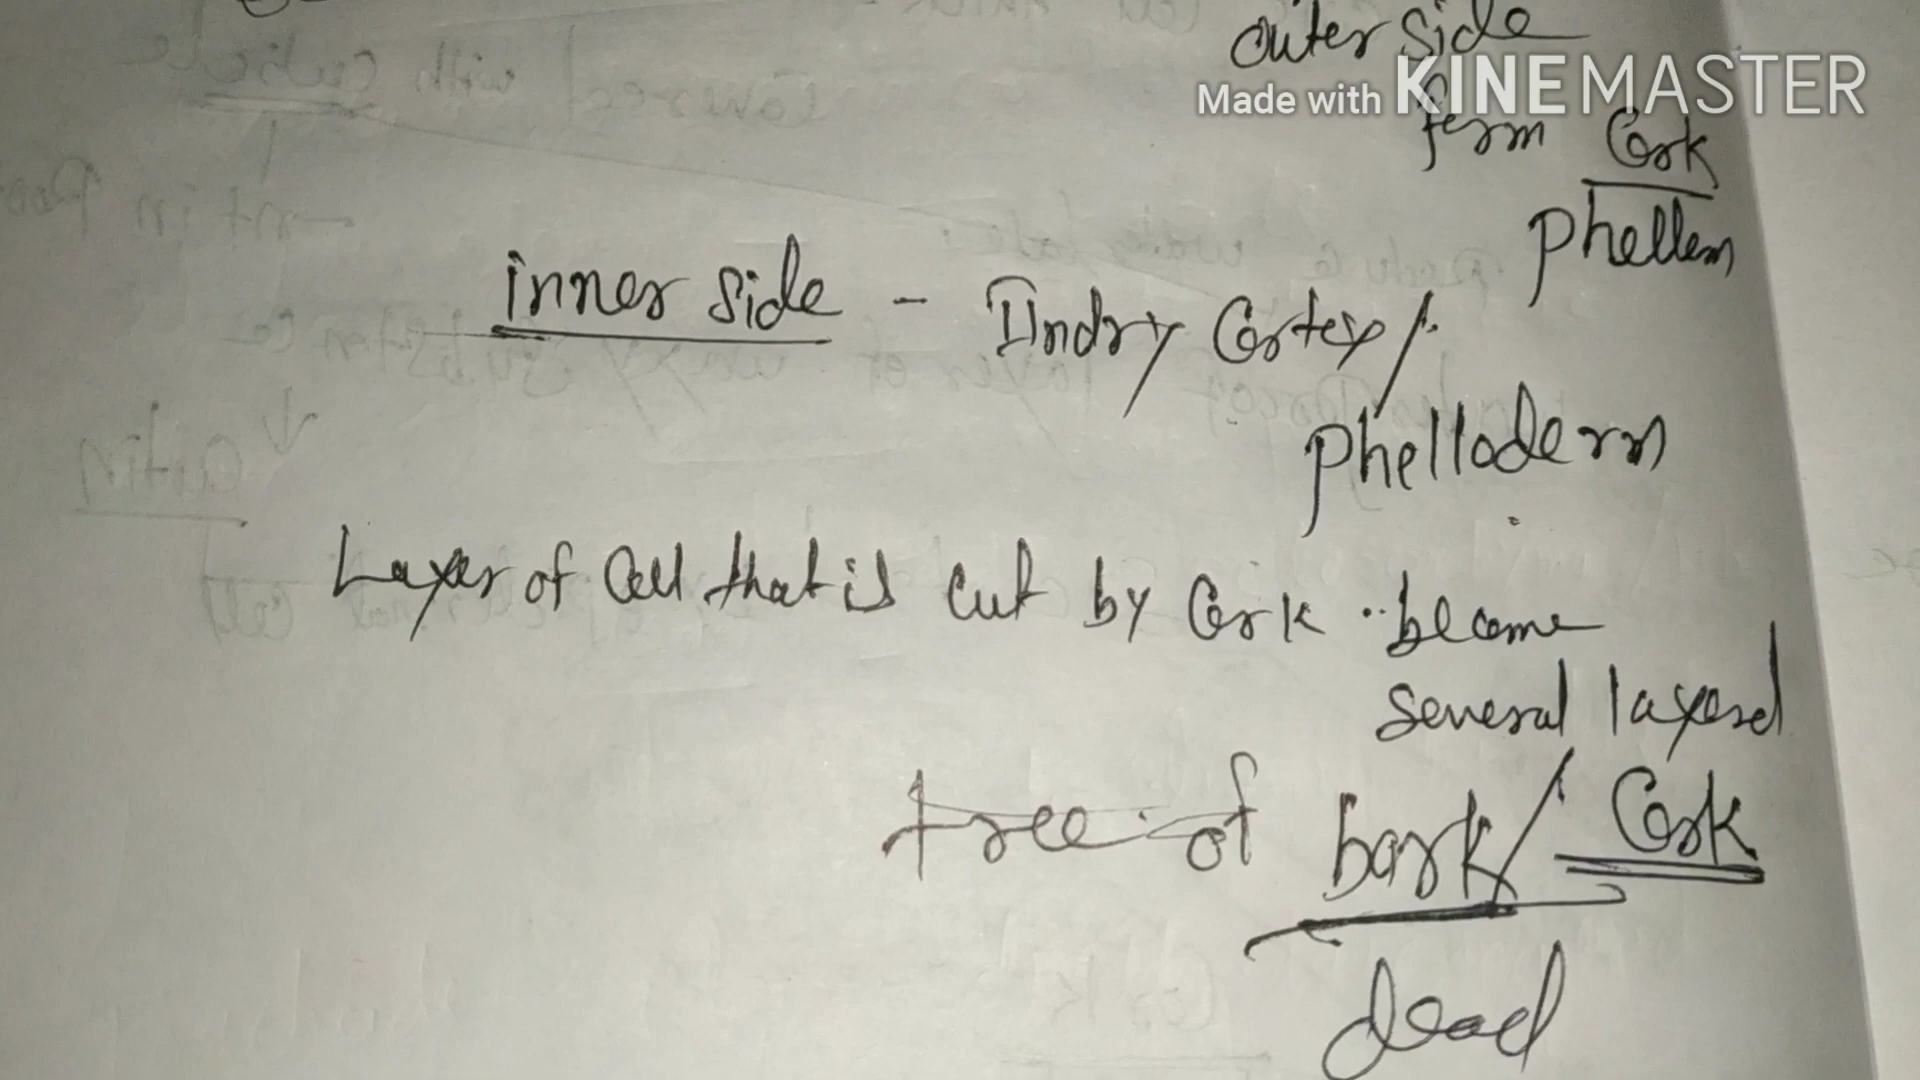 outer side
Made with KINEMASTER
form Cork
phellem
inner side - IIndry Cortex/
phelloderm
Layer of Cell that is cut by Cork become
several layered
tree of bark/ Cork
dead